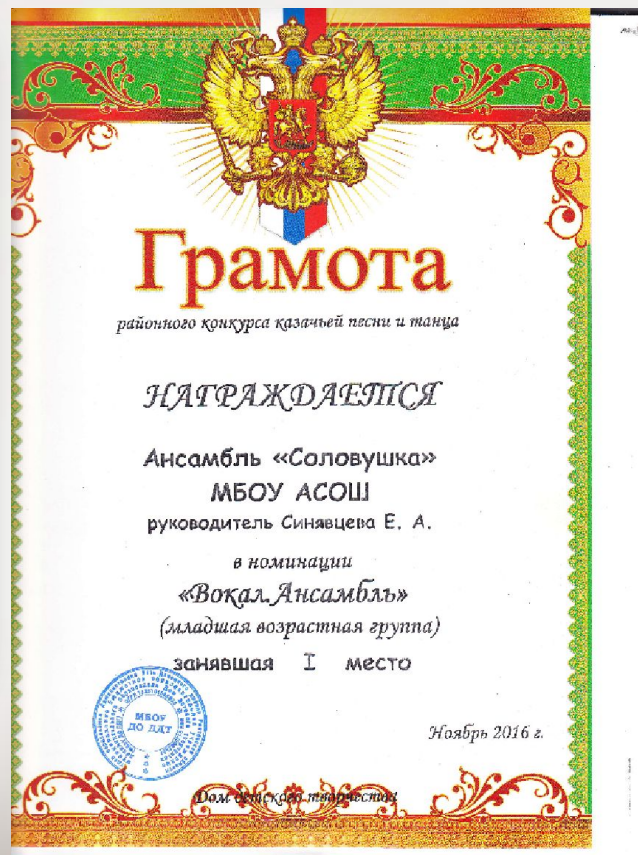 Грамота
районного конкурса казачьей песни и танца
НАГРАЖДАЕТСЯ
Ансамбль «Соловушка»
МБОУ АСОШ
руководитель Синявцева Е. А.
в номинации
«Вокал.Ансамбль»
(младшая возрастная группа)
занявшая I место
МБОУ
ДО ДДТ
Ноябрь 2016 г.
Дом детского творчества